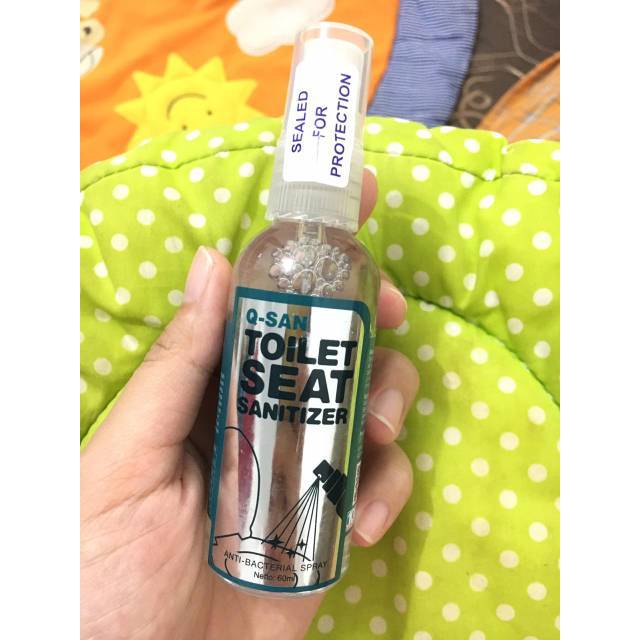 SEALED
FOR
PROTECTION
Q-SAN
TOiLET
SEAT
SANITIZER
ANTI-BACTERIAL SPRAY
Netto: 60ml